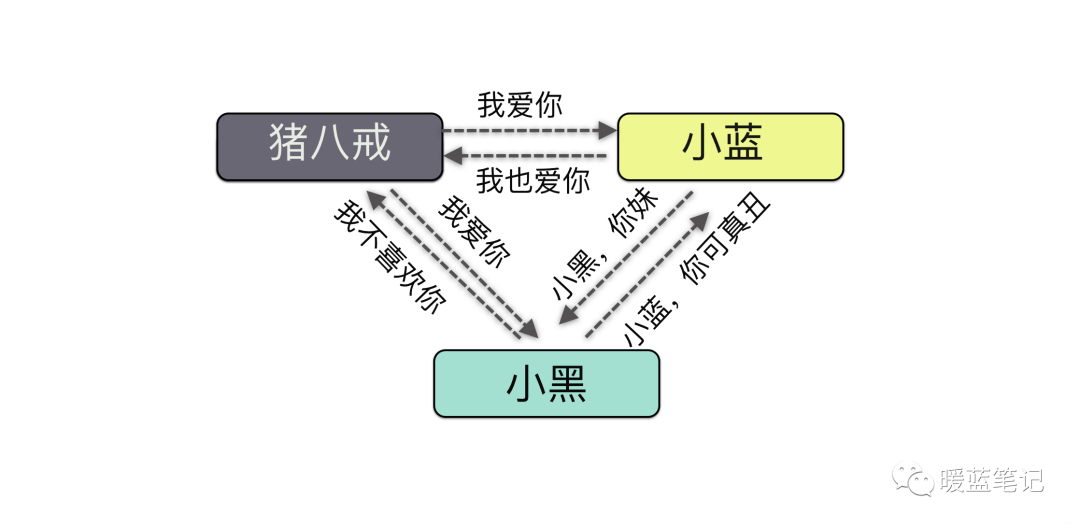 我爱你
猪八戒
小蓝
我也爱你
我不喜欢你
我爱你
小黑，你妹
小蓝，你可真丑
小黑
暖蓝笔记